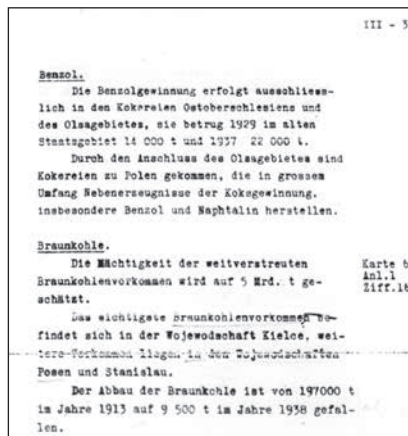 III - 3
Benzol.
Die Benzolgewinnung erfolgt ausschliess-
lich in den Kokereien Ostoberschlesiens und
des Olsagebietes, sie betrug 1929 im alten
Staatsgebiet 14 000 t und 1937 22 000 t.
Durch den Anschluss des Olsagebietes sind
Kokereien zu Polen gekommen, die in grossem
Umfang Nebenerzeugnisse der Koksgewinnung,
insbesondere Benzol und Naphtalin herstellen.
Braunkohle.
Die Mächtigkeit der weitverstreuten
Braunkohlenvorkommen wird auf 5 Mrd. t ge-
schätzt.
Karte 6
Anl.1
Ziff.16
Das wichtigste Braunkohlenvorkommen be-
findet sich in der Wojewodschaft Kielce, wei-
tere Vorkommen liegen in den Wojewodschaften
Posen und Stanislau.
Der Abbau der Braunkohle ist von 197000 t
im Jahre 1913 auf 9 500 t im Jahre 1938 gefal-
len.